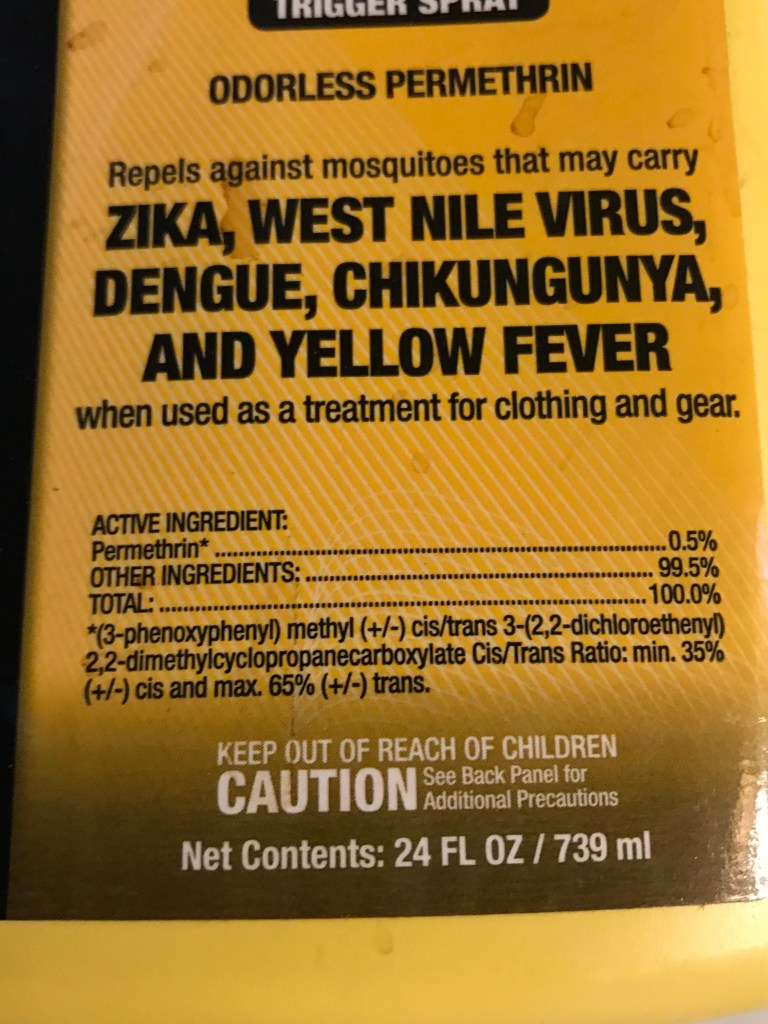 TRIGGER SPRAY
ODORLESS PERMETHRIN
Repels against mosquitoes that may carry
ZIKA, WEST NILE VIRUS,
DENGUE, CHIKUNGUNYA,
AND YELLOW FEVER
when used as a treatment for clothing and gear.
ACTIVE INGREDIENT:
Permethrin* ........................................................................... 0.5%
OTHER INGREDIENTS: .......................................................... 99.5%
TOTAL: ................................................................................. 100.0%
*(3-phenoxyphenyl) methyl (+/-) cis/trans 3-(2,2-dichloroethenyl)
2,2-dimethylcyclopropanecarboxylate Cis/Trans Ratio: min. 35%
(+/-) cis and max. 65% (+/-) trans.
KEEP OUT OF REACH OF CHILDREN
CAUTION See Back Panel for
Additional Precautions
Net Contents: 24 FL OZ / 739 ml